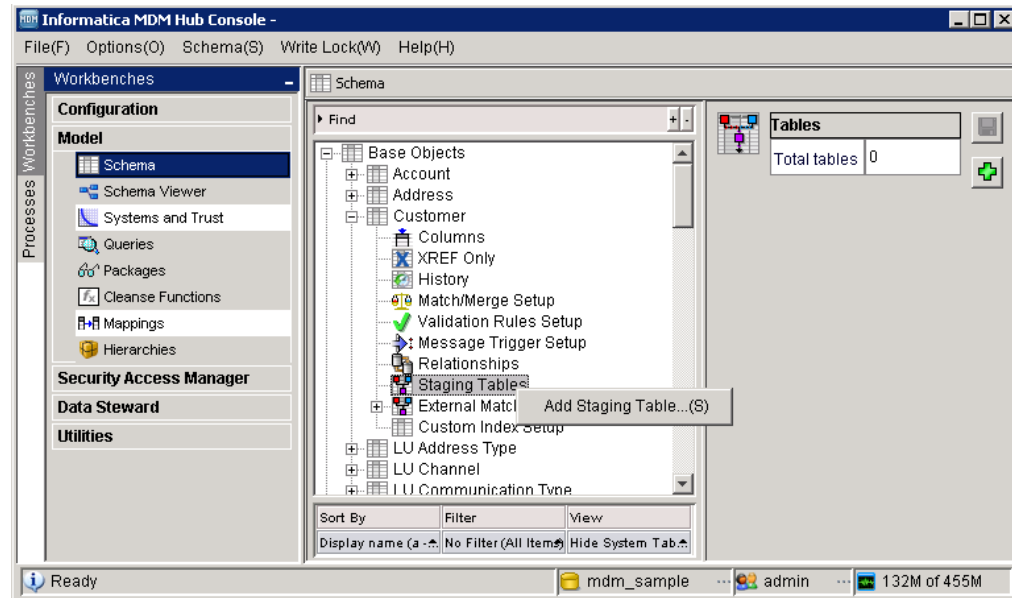 Informatica MDM Hub Console -
File(F) Options(O) Schema(S) Write Lock(W) Help(H)
Processes Workbenches
Workbenches
Configuration
Model
Schema
Schema Viewer
Systems and Trust
Queries
Packages
Cleanse Functions
Mappings
Hierarchies
Security Access Manager
Data Steward
Utilities
Schema
Find
+ -
Base Objects
Account
Address
Customer
Columns
XREF Only
History
Match/Merge Setup
Validation Rules Setup
Message Trigger Setup
Relationships
Staging Tables
External Matcl
Add Staging Table...(S)
Custom Index Setup
LU Address Type
LU Channel
LU Communication Type
Sort By Filter View
Display name (a - No Filter (All Items) Hide System Tab
Tables
Total tables 0
Ready
mdm_sample ... admin ... 132M of 455M